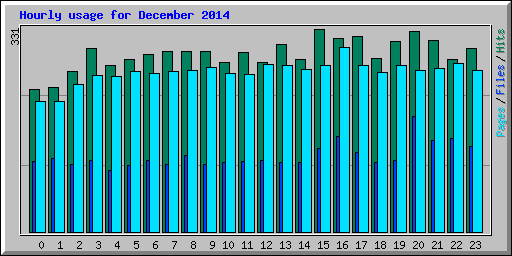 Hourly usage for December 2014
331
Pages/Files/Hits
0 1 2 3 4 5 6 7 8 9 10 11 12 13 14 15 16 17 18 19 20 21 22 23